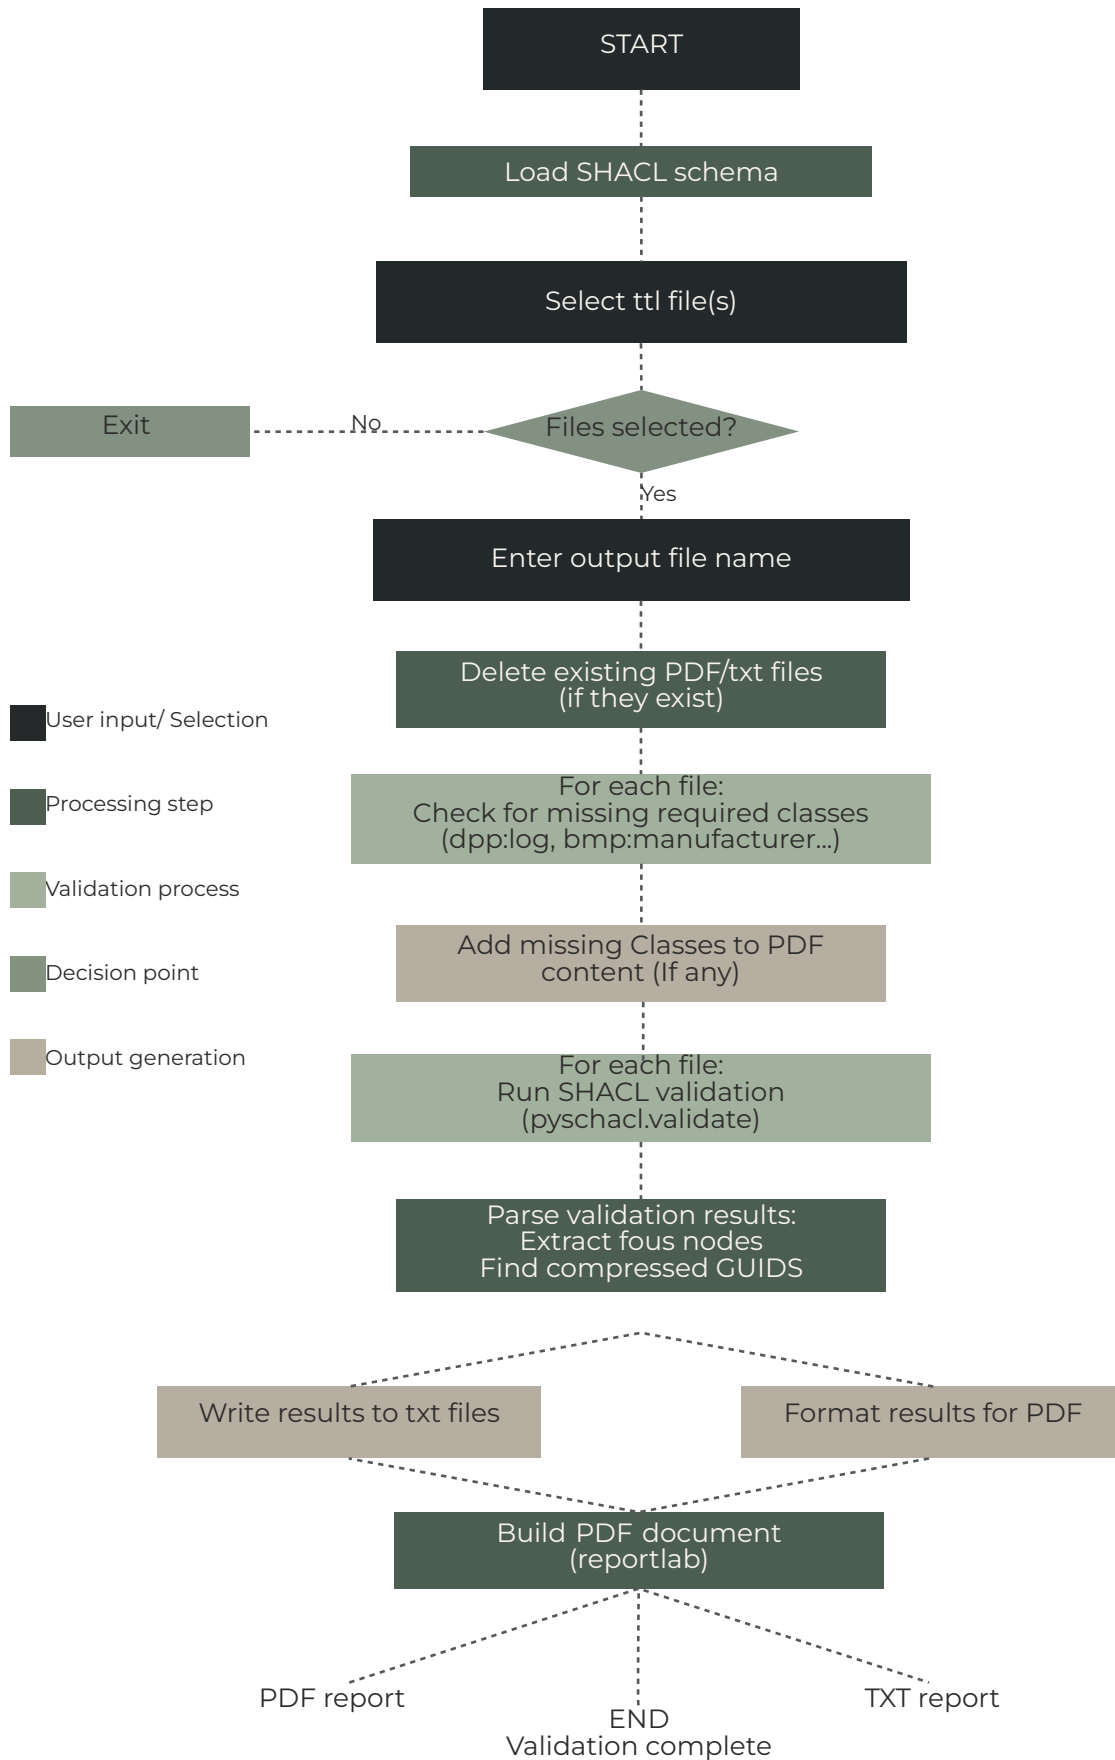 START
Load SHACL schema
Select ttl file(s)
Files selected?
No
Exit
Yes
Enter output file name
Delete existing PDF/txt files
(if they exist)
User input/ Selection
Processing step
Validation process
Decision point
Output generation
For each file:
Check for missing required classes
(dpp:log, bmp:manufacturer...)
Add missing Classes to PDF
content (If any)
For each file:
Run SHACL validation
(pyschacl.validate)
Parse validation results:
Extract fous nodes
Find compressed GUIDS
Write results to txt files
Format results for PDF
Build PDF document
(reportlab)
PDF report
TXT report
END
Validation complete